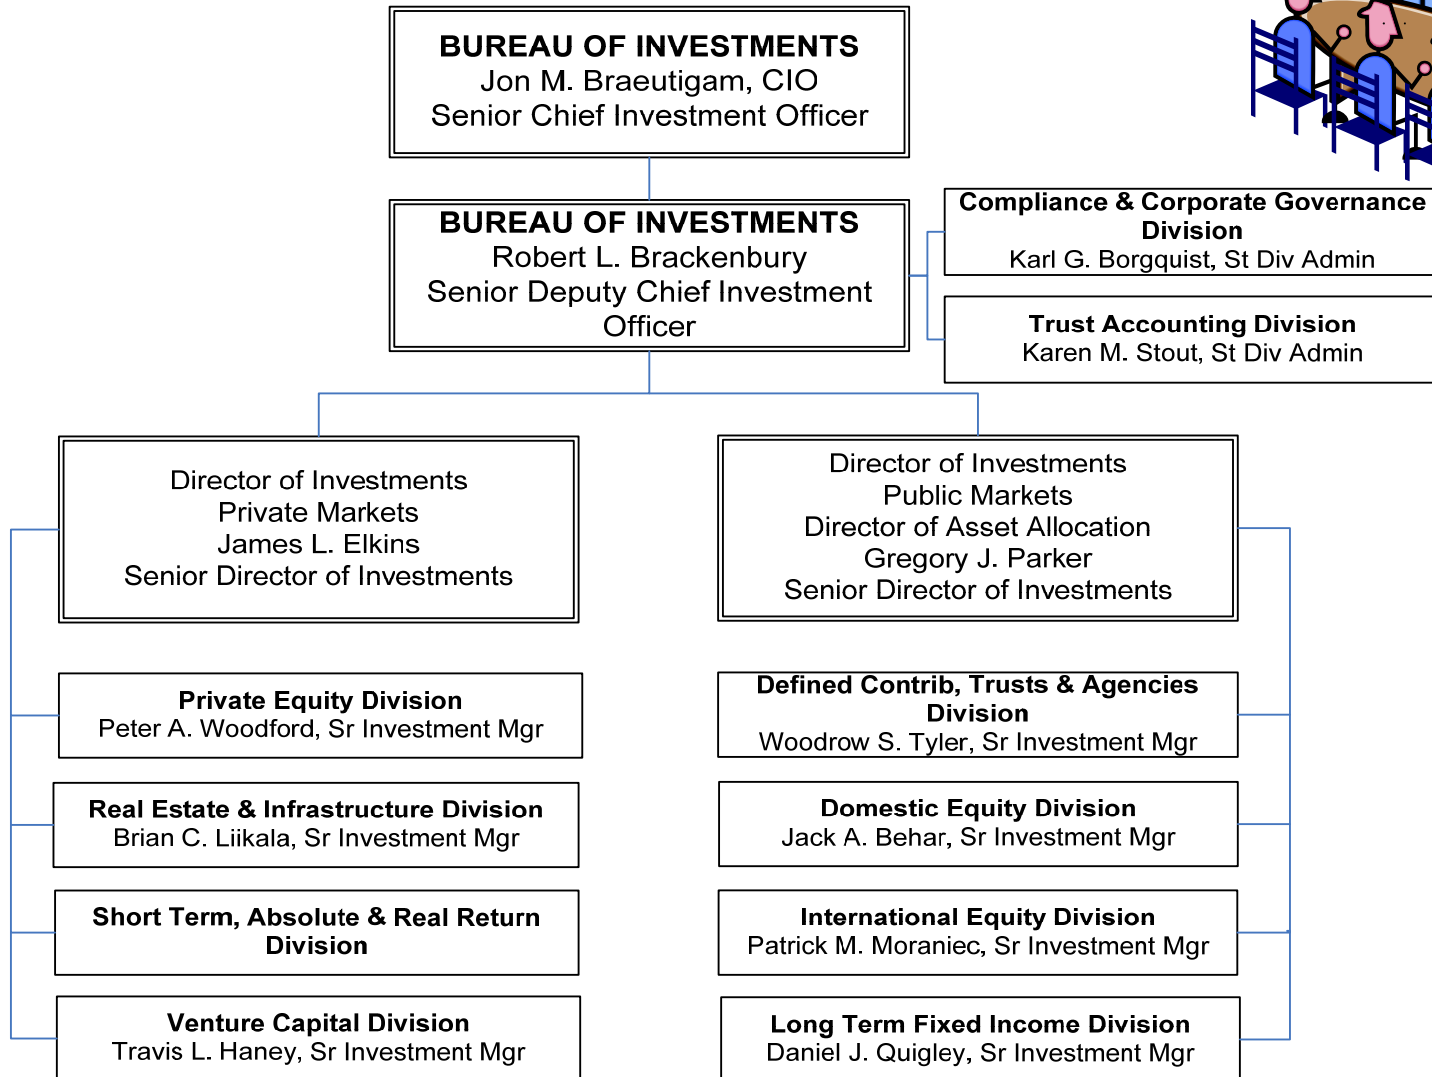 BUREAU OF INVESTMENTS
Jon M. Braeutigam, CIO
Senior Chief Investment Officer
BUREAU OF INVESTMENTS
Robert L. Brackenbury
Senior Deputy Chief Investment
Officer
Compliance & Corporate Governance
Division
Karl G. Borgquist, St Div Admin
Trust Accounting Division
Karen M. Stout, St Div Admin
Director of Investments
Private Markets
James L. Elkins
Senior Director of Investments
Director of Investments
Public Markets
Director of Asset Allocation
Gregory J. Parker
Senior Director of Investments
Private Equity Division
Peter A. Woodford, Sr Investment Mgr
Real Estate & Infrastructure Division
Brian C. Liikala, Sr Investment Mgr
Short Term, Absolute & Real Return
Division
Venture Capital Division
Travis L. Haney, Sr Investment Mgr
Defined Contrib, Trusts & Agencies
Division
Woodrow S. Tyler, Sr Investment Mgr
Domestic Equity Division
Jack A. Behar, Sr Investment Mgr
International Equity Division
Patrick M. Moraniec, Sr Investment Mgr
Long Term Fixed Income Division
Daniel J. Quigley, Sr Investment Mgr